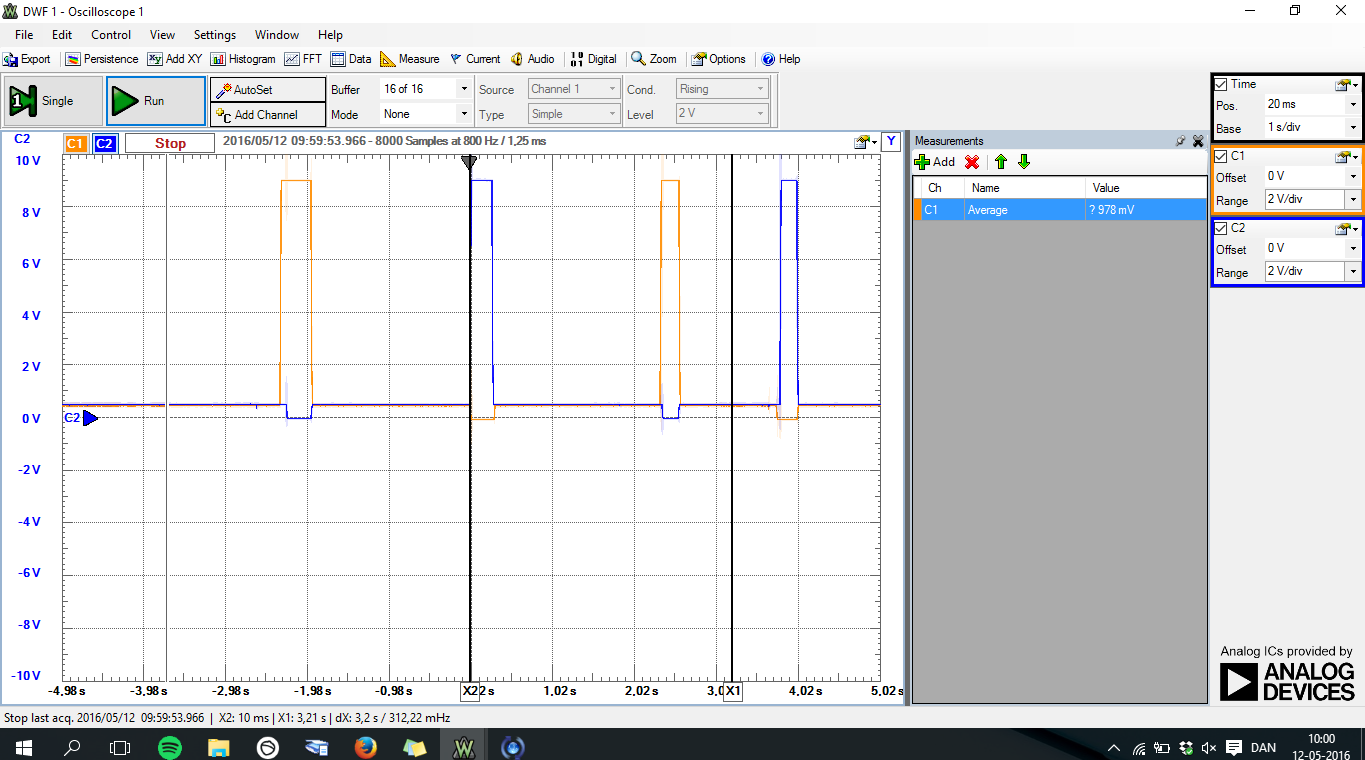 DWF 1 - Oscilloscope 1
File Edit Control View Settings Window Help
Export Persistence Add XY Histogram FFT Data Measure Current Audio Digital Zoom Options Help
Single Run AutoSet Buffer 16 of 16 Source Channel 1 Cond. Rising
Add Channel Mode None Type Simple Level 2 V
C2 C1 C2 Stop 2016/05/12 09:59:53.966 - 8000 Samples at 800 Hz / 1,25 ms Y
10 V
8 V
6 V
4 V
2 V
C2
0 V
-2 V
-4 V
-6 V
-8 V
-10 V
-4,98 s -3,98 s -2,98 s -1,98 s -0,98 s X2 2 s 1,02 s 2,02 s 3,0 X1 4,02 s 5,02 s
Measurements
Add
Ch Name Value
C1 Average ? 978 mV
Time
Pos. 20 ms
Base 1 s/div
C1
Offset 0 V
Range 2 V/div
C2
Offset 0 V
Range 2 V/div
Analog ICs provided by
ANALOG
DEVICES
Stop last acq. 2016/05/12 09:59:53.966 | X2: 10 ms | X1: 3,21 s | dX: 3,2 s / 312,22 mHz
DAN
10:00
12-05-2016